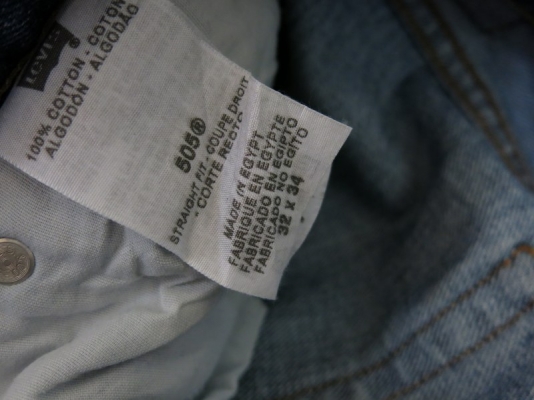 LEVI'S®
100% COTTON - COTON
ALGODÓN - ALGODÃO
505®
STRAIGHT FIT - COUPE DROIT
- CORTE RECTO
MADE IN EGYPT
FABRIQUE EN EGYPTE
FABRICADO EN EGIPTO
FABRICADO NO EGITO
32 X 34